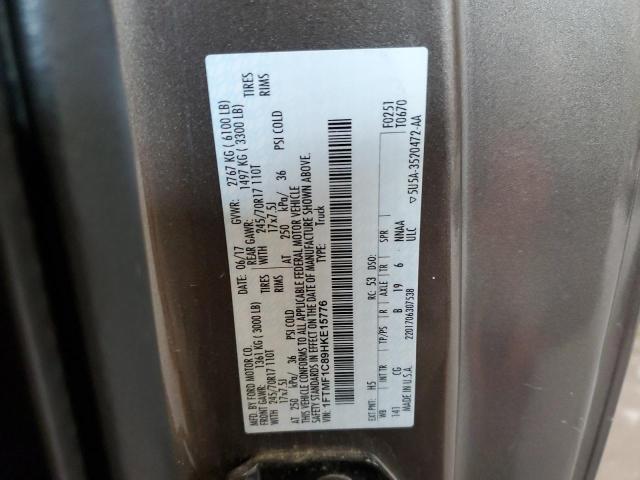 MFD. BY FORD MOTOR CO.
DATE: 06/17
GVWR: 2767 KG ( 6100 LB)
FRONT GAWR: 1361 KG ( 3000 LB)
REAR GAWR: 1497 KG ( 3300 LB)
WITH 245/70R17 110T TIRES
WITH 245/70R17 110T TIRES
17x7.5J RIMS
17x7.5J RIMS
AT 250 kPa/ 36 PSI COLD
AT 250 kPa/ 36 PSI COLD
THIS VEHICLE CONFORMS TO ALL APPLICABLE FEDERAL MOTOR VEHICLE
SAFETY STANDARDS IN EFFECT ON THE DATE OF MANUFACTURE SHOWN ABOVE.
VIN: 1FTMF1C89HKE15776
TYPE: Truck
F0251
T0670
EXT PNT: H5 RC: 53 DSO:
WB INT TR TP/PS R AXLE TR SPR
141 CG B 19 6 NNAA
ULC
MADE IN U.S.A. 2201706307538
▽ 5U5A-3520472-AA